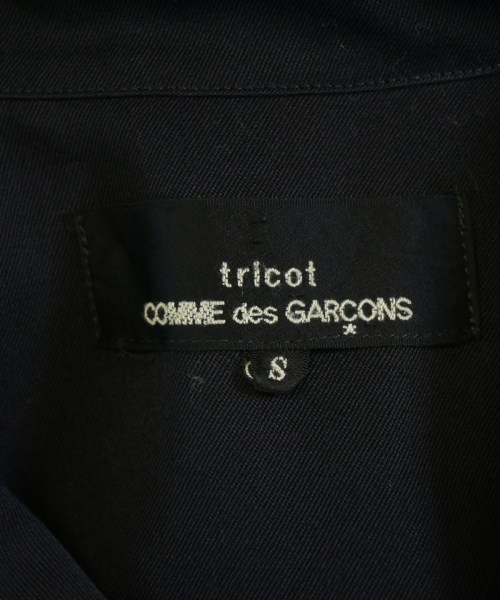 tricot
COMME des GARÇONS
*
S